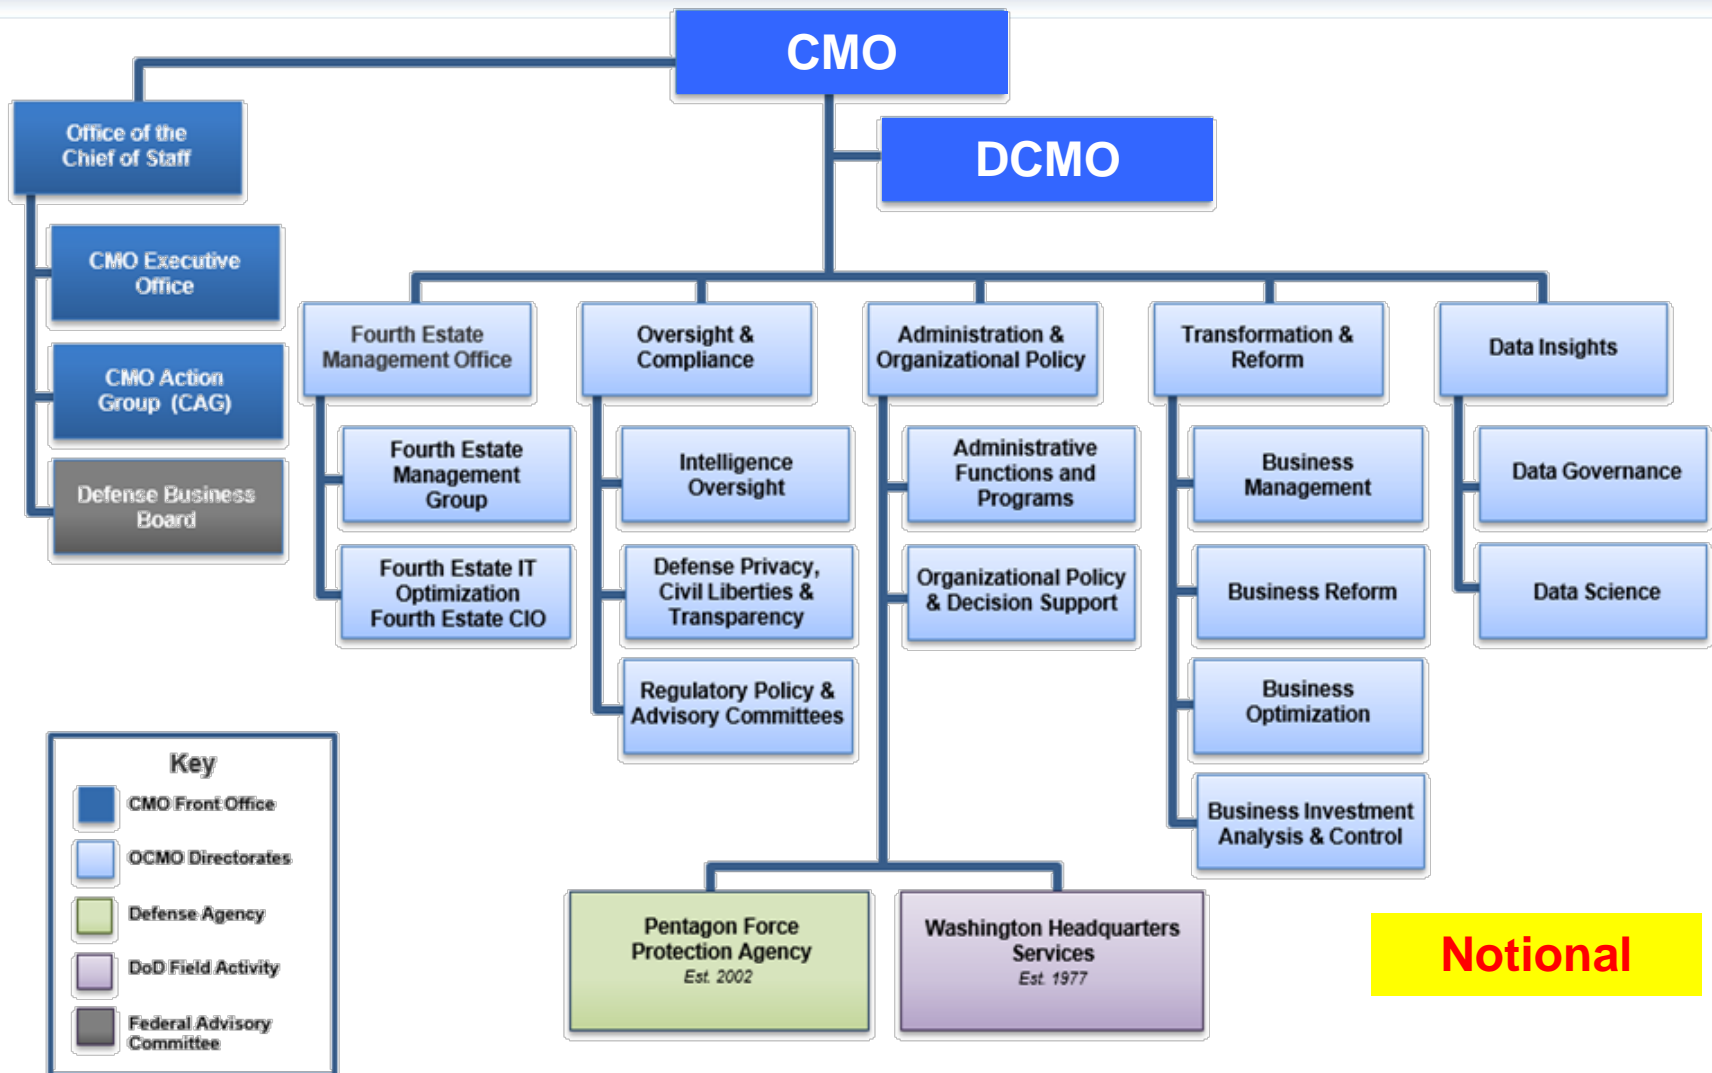 CMO
DCMO
Office of the
Chief of Staff
CMO Executive
Office
CMO Action
Group (CAG)
Defense Business
Board
Fourth Estate
Management Office
Fourth Estate
Management
Group
Fourth Estate IT
Optimization
Fourth Estate CIO
Oversight &
Compliance
Intelligence
Oversight
Defense Privacy,
Civil Liberties &
Transparency
Regulatory Policy &
Advisory Committees
Administration &
Organizational Policy
Administrative
Functions and
Programs
Organizational Policy
& Decision Support
Transformation &
Reform
Business
Management
Business Reform
Business
Optimization
Business Investment
Analysis & Control
Data Insights
Data Governance
Data Science
Pentagon Force
Protection Agency
Est. 2002
Washington Headquarters
Services
Est. 1977
Key
CMO Front Office
OCMO Directorates
Defense Agency
DoD Field Activity
Federal Advisory
Committee
Notional